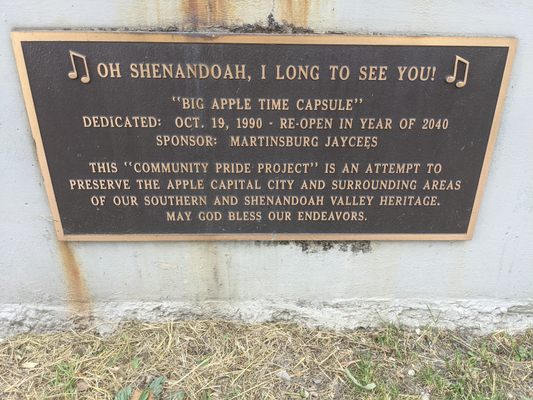 ♫ OH SHENANDOAH, I LONG TO SEE YOU! ♫
"BIG APPLE TIME CAPSULE"
DEDICATED: OCT. 19, 1990 - RE-OPEN IN YEAR OF 2040
SPONSOR: MARTINSBURG JAYCEES
THIS "COMMUNITY PRIDE PROJECT" IS AN ATTEMPT TO
PRESERVE THE APPLE CAPITAL CITY AND SURROUNDING AREAS
OF OUR SOUTHERN AND SHENANDOAH VALLEY HERITAGE.
MAY GOD BLESS OUR ENDEAVORS.